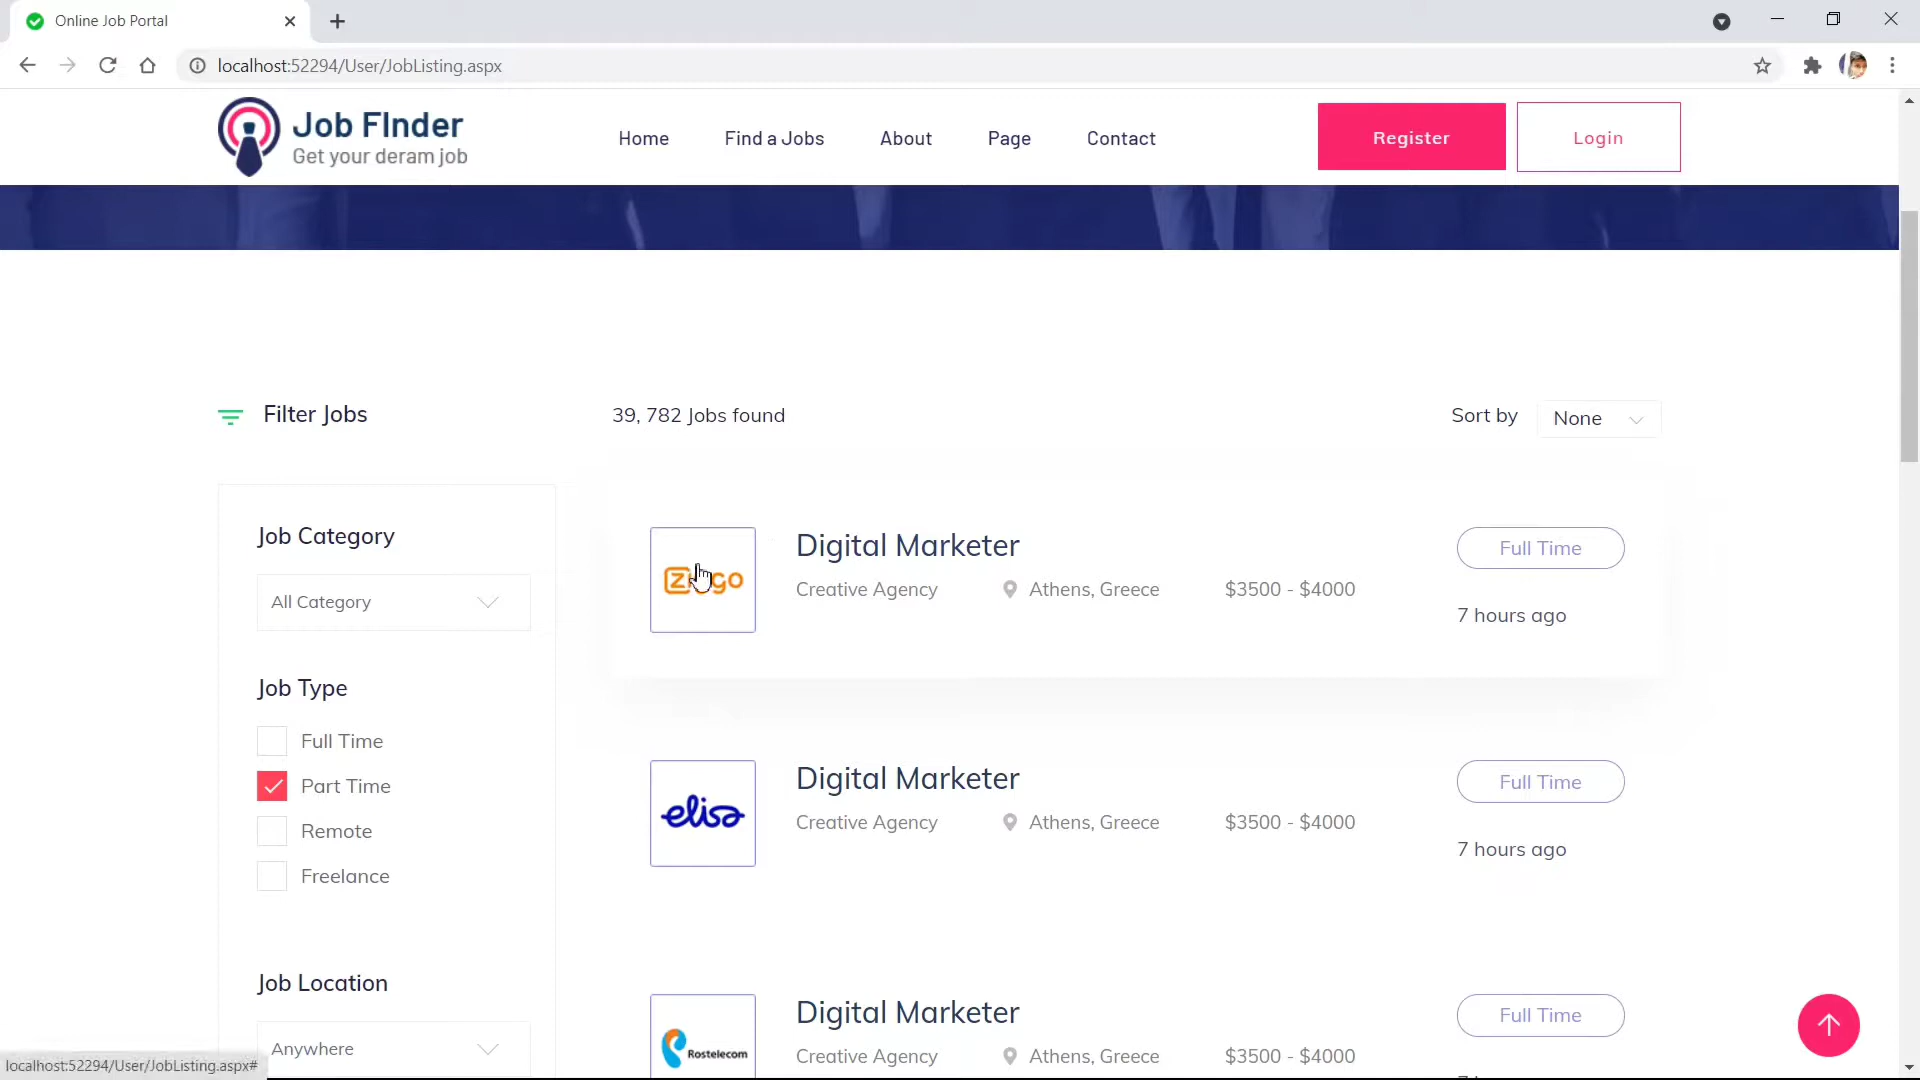 Online Job Portal
localhost:52294/User/JobListing.aspx
Job FInder
Get your deram job
Home
Find a Jobs
About
Page
Contact
Register
Login
Filter Jobs
39, 782 Jobs found
Sort by
None
Job Category
All Category
Job Type
Full Time
Part Time
Remote
Freelance
Job Location
Anywhere
Digital Marketer
Creative Agency
Athens, Greece
$3500 - $4000
Full Time
7 hours ago
elisa
Digital Marketer
Creative Agency
Athens, Greece
$3500 - $4000
Full Time
7 hours ago
Rostelecom
Digital Marketer
Creative Agency
Athens, Greece
$3500 - $4000
Full Time
localhost:52294/User/JobListing.aspx#